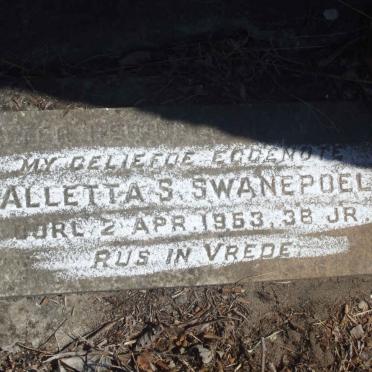 MY GELIEFDE EGGENOTE
ALLETTA S. SWANEPOEL
OORL. 2 APR. 1963. 38 JR.
RUS IN VREDE